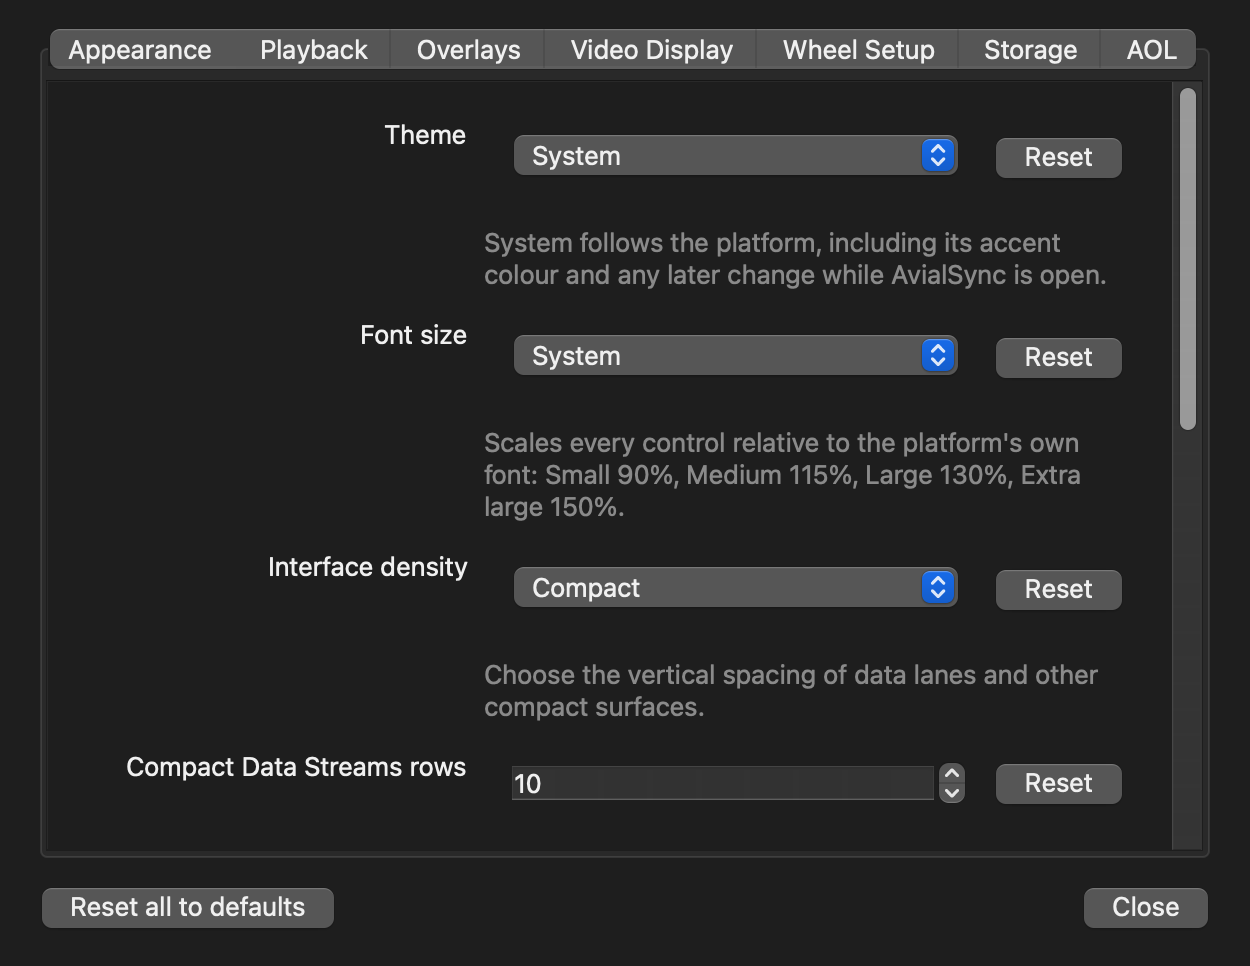 Appearance Playback Overlays Video Display Wheel Setup Storage AOL
Theme System Reset
System follows the platform, including its accent
colour and any later change while AvialSync is open.
Font size System Reset
Scales every control relative to the platform's own
font: Small 90%, Medium 115%, Large 130%, Extra
large 150%.
Interface density Compact Reset
Choose the vertical spacing of data lanes and other
compact surfaces.
Compact Data Streams rows 10 Reset
Reset all to defaults Close